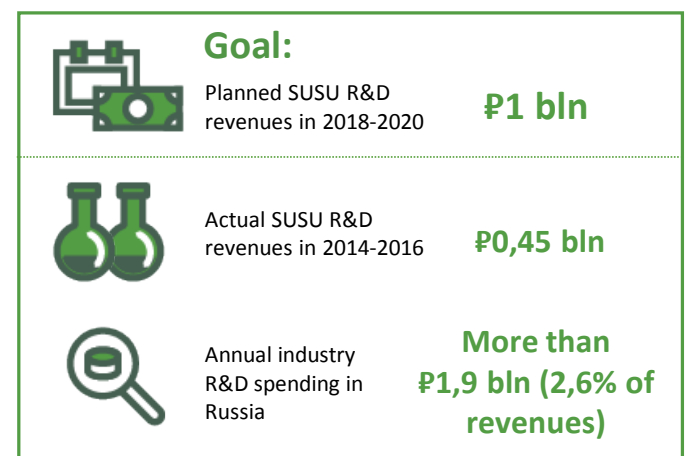 Goal:
Planned SUSU R&D
revenues in 2018-2020
₽1 bln
Actual SUSU R&D
revenues in 2014-2016
₽0,45 bln
Annual industry
R&D spending in
Russia
More than
₽1,9 bln (2,6% of
revenues)